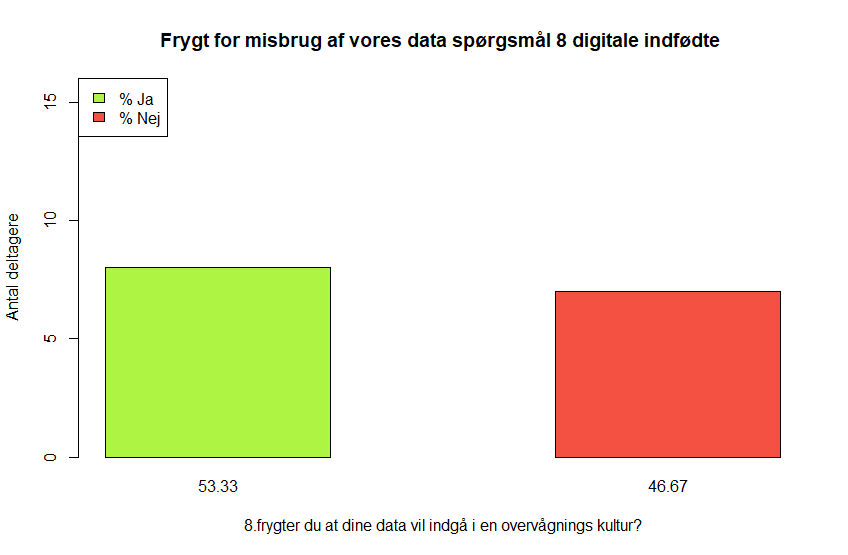 Frygt for misbrug af vores data spørgsmål 8 digitale indfødte
% Ja
% Nej
Antal deltagere
15
10
5
0
53.33
46.67
8.frygter du at dine data vil indgå i en overvågnings kultur?